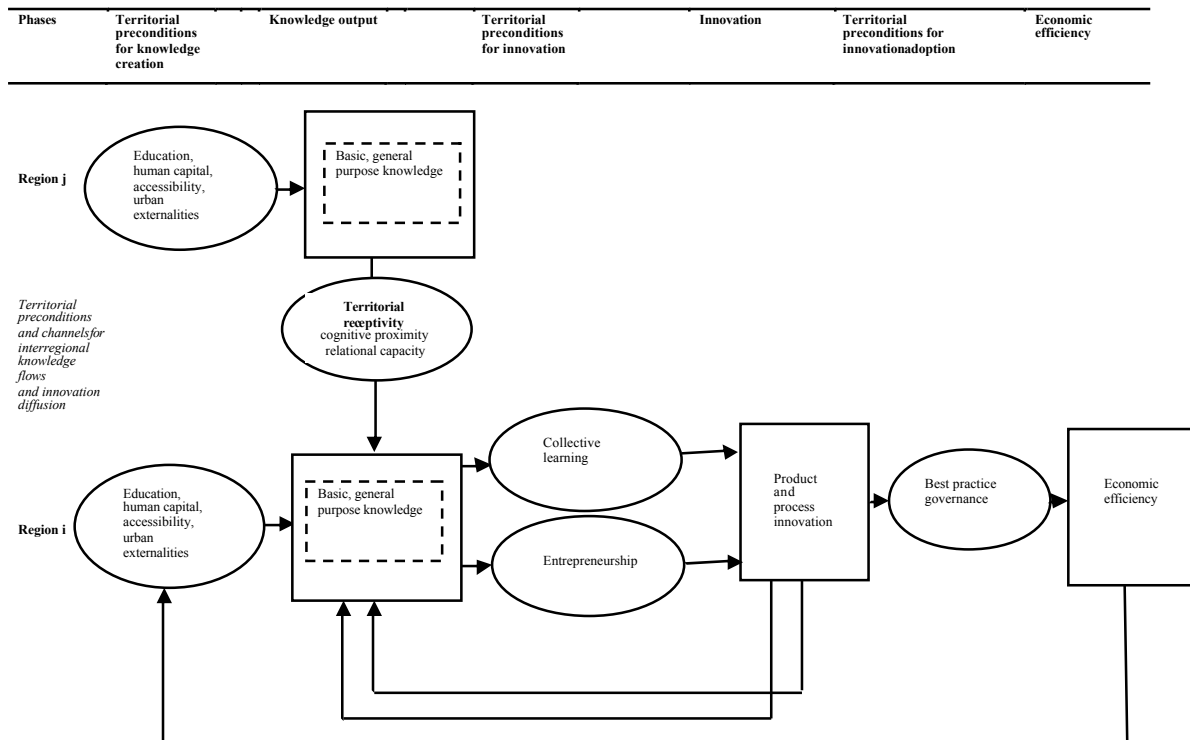 Phases
Territorial
preconditions
for knowledge
creation
Knowledge output
Territorial
preconditions
for innovation
Innovation
Territorial
preconditions for
innovationadoption
Economic
efficiency
Region j
Education,
human capital,
accessibility,
urban
externalities
Basic, general
purpose knowledge
Territorial
preconditions
and channelsfor
interregional
knowledge
flows
and innovation
diffusion
Territorial
receptivity
cognitive proximity
relational capacity
Region i
Education,
human capital,
accessibility,
urban
externalities
Basic, general
purpose knowledge
Collective
learning
Entrepreneurship
Product
and
process
innovation
Best practice
governance
Economic
efficiency